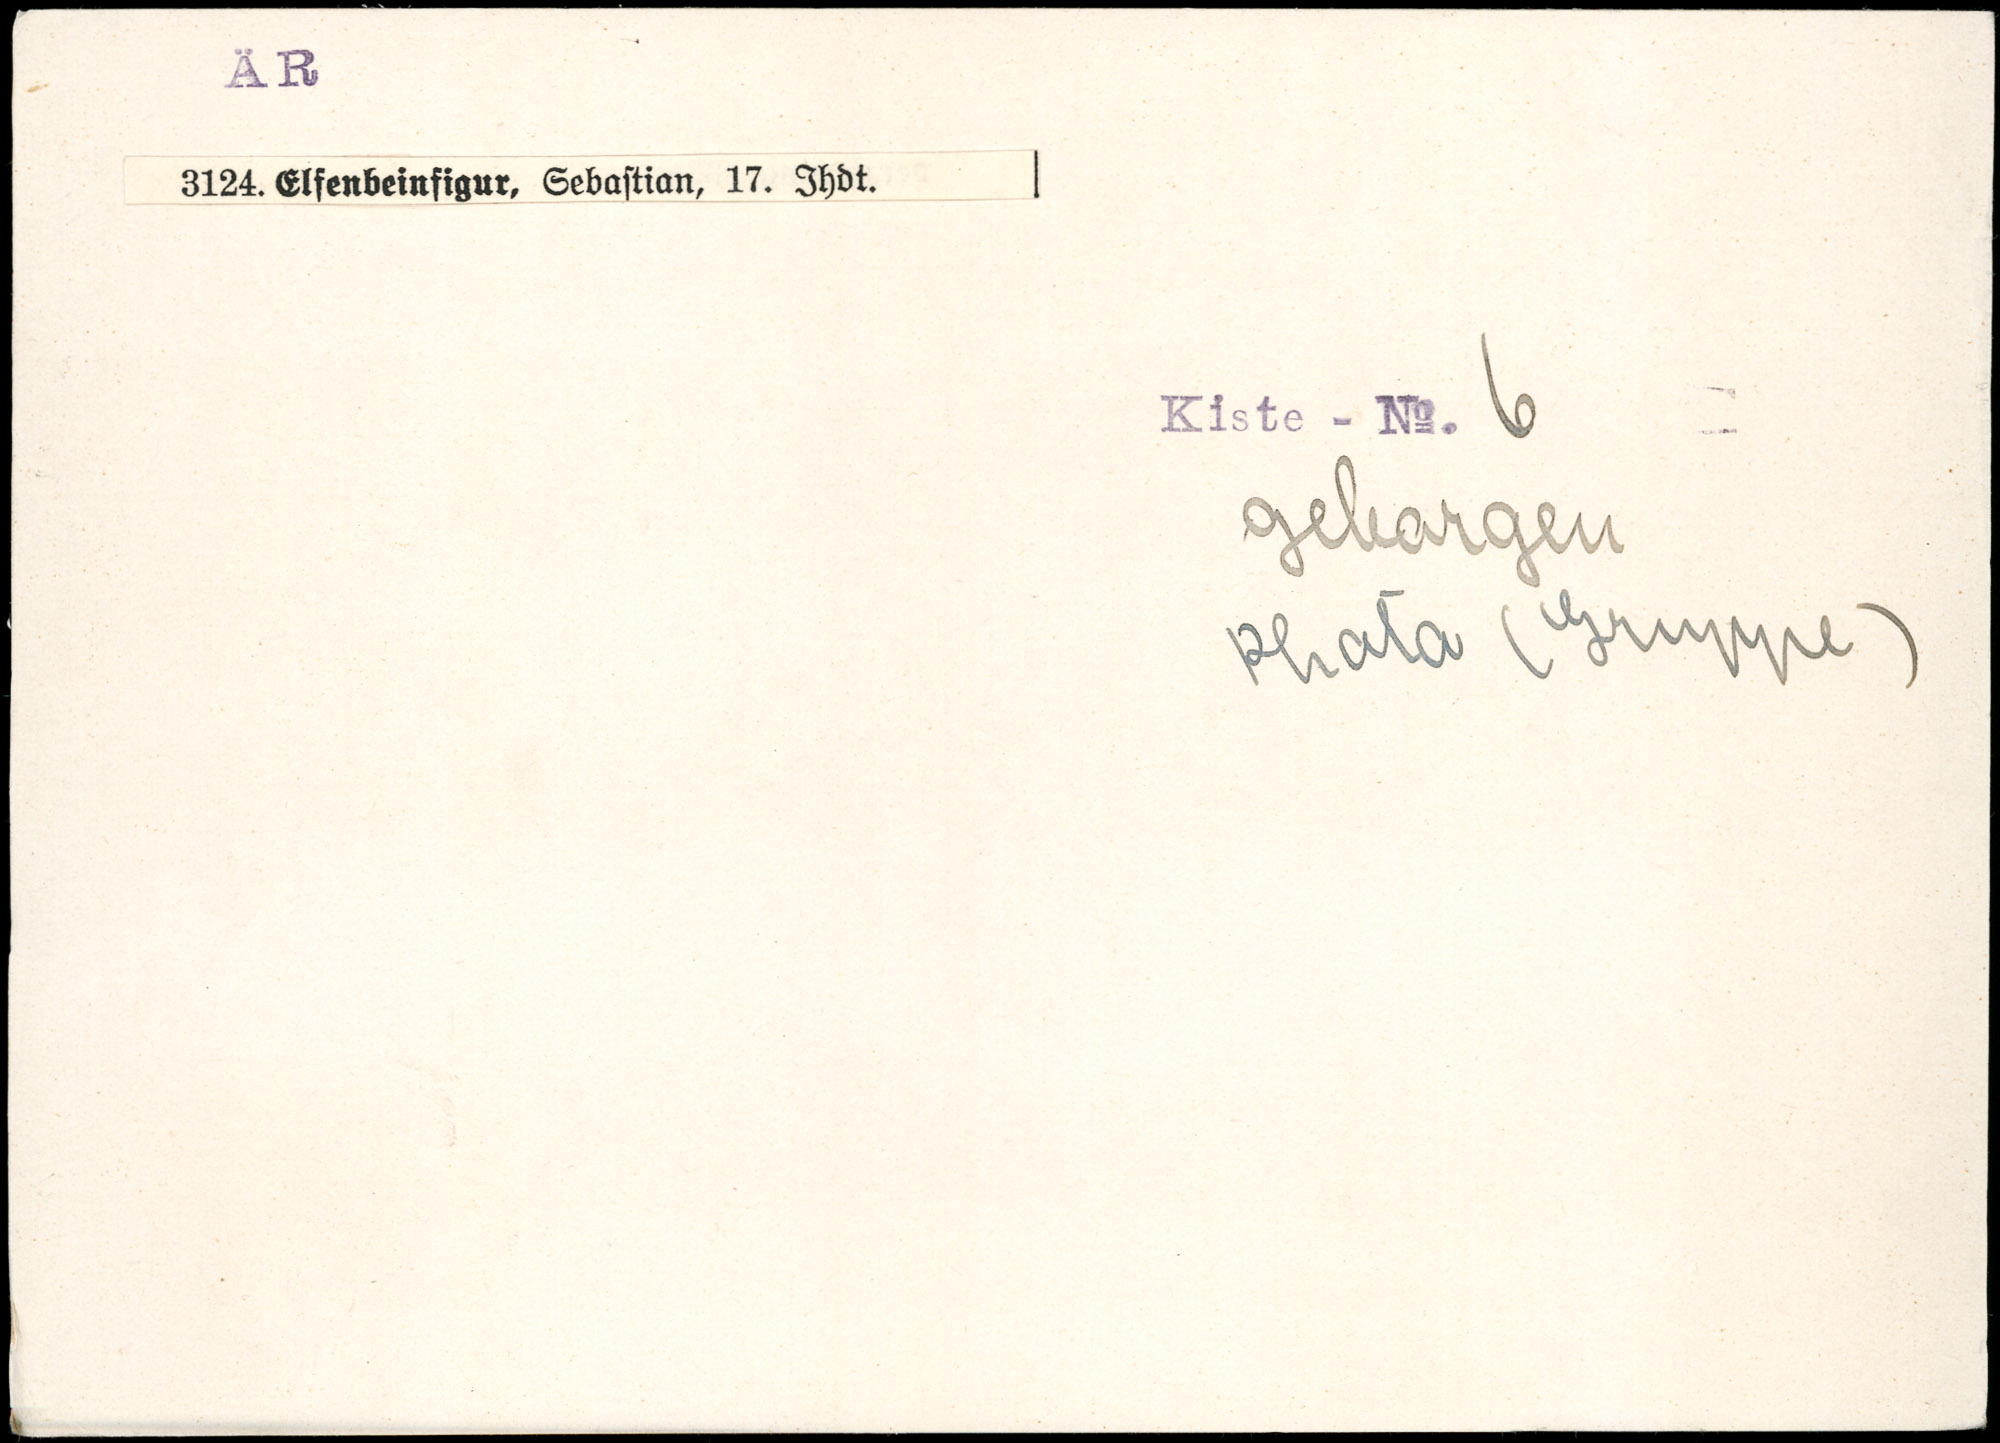 ÄR
3124. Elfenbeinfigur, Sebaſtian, 17. Jhdt.
Kiste - №. 6
geborgen
Photo (Gruppe)